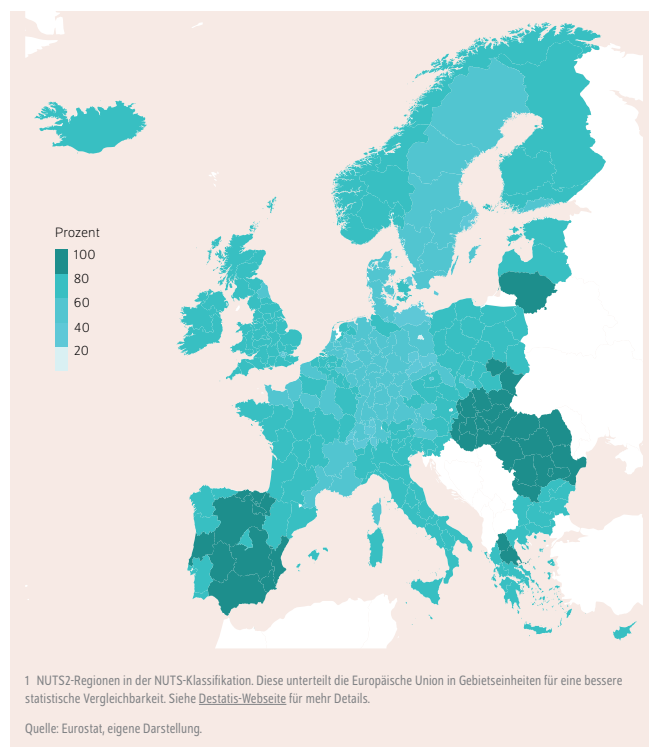 Prozent
100
80
60
40
20
1 NUTS2-Regionen in der NUTS-Klassifikation. Diese unterteilt die Europäische Union in Gebietseinheiten für eine bessere
statistische Vergleichbarkeit. Siehe Destatis-Webseite für mehr Details.
Quelle: Eurostat, eigene Darstellung.